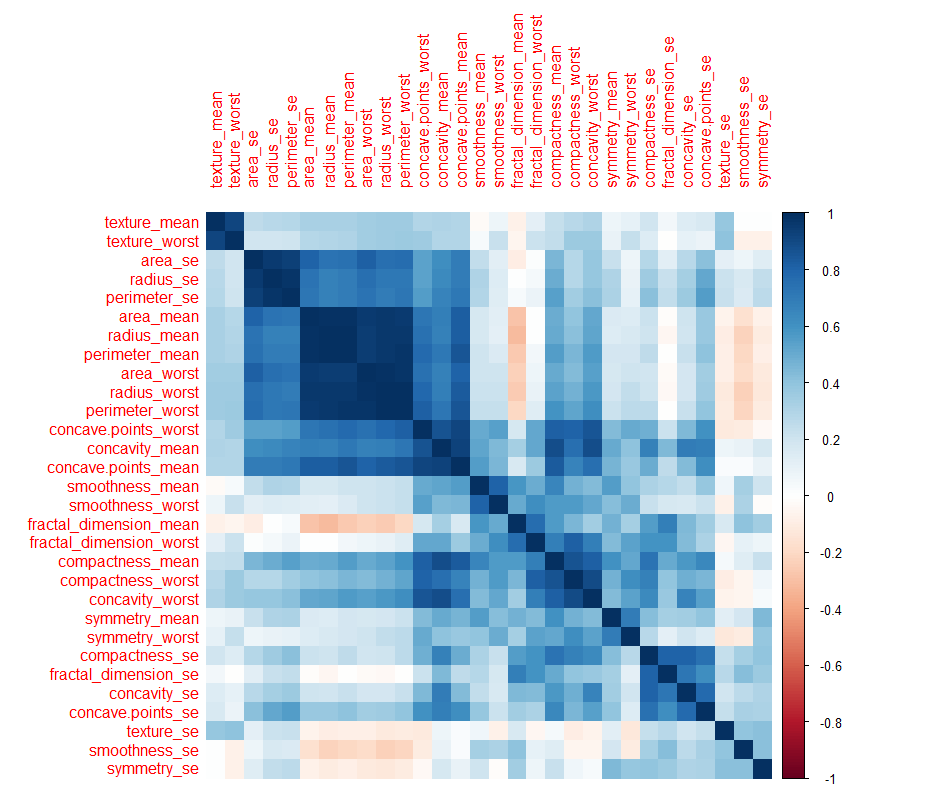 texture_mean
texture_worst
area_se
radius_se
perimeter_se
area_mean
radius_mean
perimeter_mean
area_worst
radius_worst
perimeter_worst
concave.points_worst
concavity_mean
concave.points_mean
smoothness_mean
smoothness_worst
fractal_dimension_mean
fractal_dimension_worst
compactness_mean
compactness_worst
concavity_worst
symmetry_mean
symmetry_worst
compactness_se
fractal_dimension_se
concavity_se
concave.points_se
texture_se
smoothness_se
symmetry_se
texture_mean
texture_worst
area_se
radius_se
perimeter_se
area_mean
radius_mean
perimeter_mean
area_worst
radius_worst
perimeter_worst
concave.points_worst
concavity_mean
concave.points_mean
smoothness_mean
smoothness_worst
fractal_dimension_mean
fractal_dimension_worst
compactness_mean
compactness_worst
concavity_worst
symmetry_mean
symmetry_worst
compactness_se
fractal_dimension_se
concavity_se
concave.points_se
texture_se
smoothness_se
symmetry_se
1
0.8
0.6
0.4
0.2
0
-0.2
-0.4
-0.6
-0.8
-1